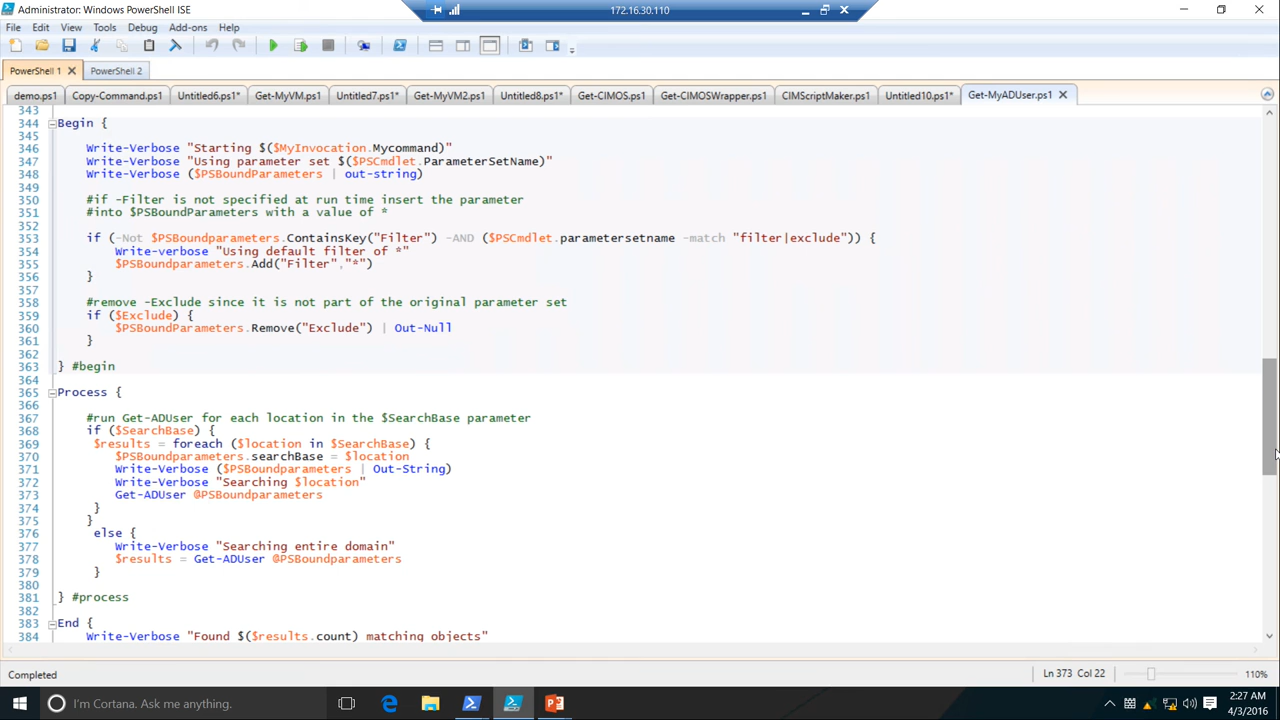 Administrator: Windows PowerShell ISE
172.16.30.110
File Edit View Tools Debug Add-ons Help
PowerShell 1 PowerShell 2
demo.ps1 Copy-Command.ps1 Untitled6.ps1* Get-MyVM.ps1 Untitled7.ps1* Get-MyVM2.ps1 Untitled8.ps1* Get-CIMOS.ps1 Get-CIMOSWrapper.ps1 CIMScriptMaker.ps1 Untitled10.ps1* Get-MyADUser.ps1
343
344 Begin {
345
346 Write-Verbose "Starting $($MyInvocation.Mycommand)"
347 Write-Verbose "Using parameter set $($PSCmdlet.ParameterSetName)"
348 Write-Verbose ($PSBoundParameters | out-string)
349
350 #if -Filter is not specified at run time insert the parameter
351 #into $PSBoundParameters with a value of *
352
353 if (-Not $PSBoundparameters.ContainsKey("Filter") -AND ($PSCmdlet.parametersetname -match "filter|exclude")) {
354 Write-verbose "Using default filter of *"
355 $PSBoundparameters.Add("Filter","*")
356 }
357
358 #remove -Exclude since it is not part of the original parameter set
359 if ($Exclude) {
360 $PSBoundParameters.Remove("Exclude") | Out-Null
361 }
362
363 } #begin
364
365 Process {
366
367 #run Get-ADUser for each location in the $SearchBase parameter
368 if ($SearchBase) {
369 $results = foreach ($location in $SearchBase) {
370 $PSBoundparameters.searchBase = $location
371 Write-Verbose ($PSBoundparameters | Out-String)
372 Write-Verbose "Searching $location"
373 Get-ADUser @PSBoundparameters
374 }
375 }
376 else {
377 Write-Verbose "Searching entire domain"
378 $results = Get-ADUser @PSBoundparameters
379 }
380
381 } #process
382
383 End {
384 Write-Verbose "Found $($results.count) matching objects"
Completed Ln 373 Col 22 110%
I'm Cortana. Ask me anything. 2:27 AM
4/3/2016